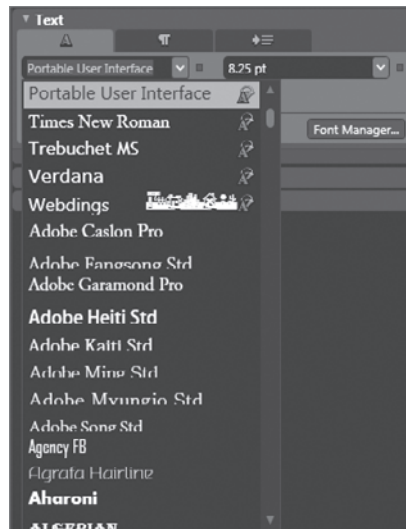 Text
Portable User Interface 8.25 pt
Portable User Interface
Times New Roman
Font Manager...
Trebuchet MS
Verdana
Webdings
Adobe Caslon Pro
Adobe Fangsong Std
Adobe Garamond Pro
Adobe Heiti Std
Adobe Kaiti Std
Adobe Ming Std
Adobe Myungjo Std
Adobe Song Std
Agency FB
Agrafa Hairline
Aharoni
ALGERIAN